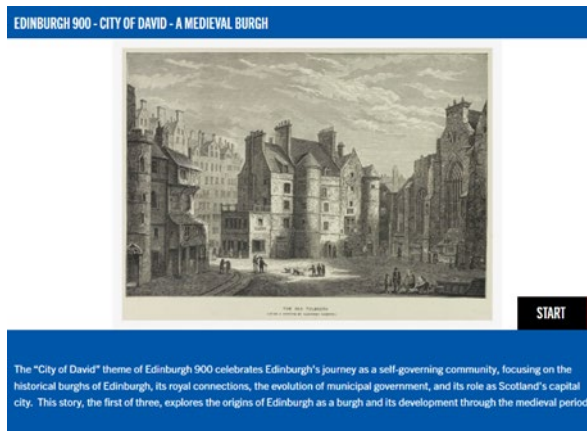 EDINBURGH 900 - CITY OF DAVID - A MEDIEVAL BURGH
THE OLD TOLBOOTH
START
The “City of David” theme of Edinburgh 900 celebrates Edinburgh's journey as a self-governing community, focusing on the
historical burghs of Edinburgh, its royal connections, the evolution of municipal government, and its role as Scotland's capital
city.  This story, the first of three, explores the origins of Edinburgh as a burgh and its development through the medieval period